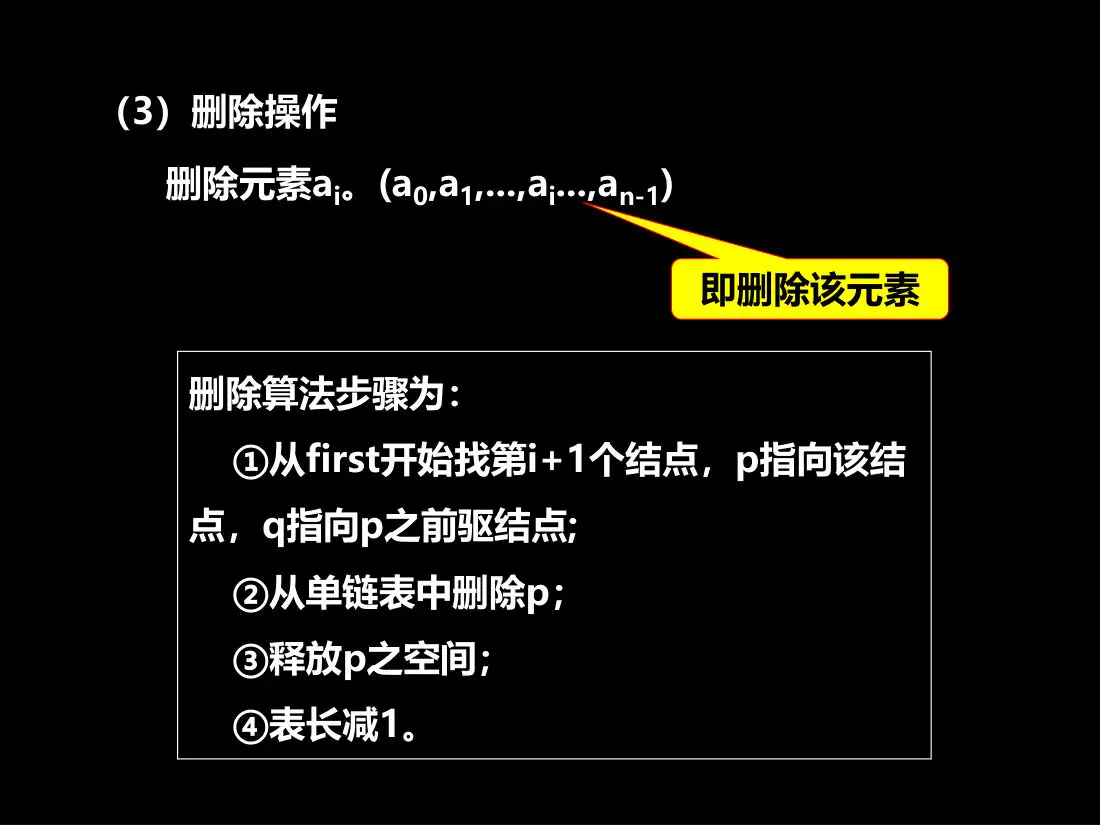 （3）删除操作
删除元素ai。(a0,a1,...,ai...,an-1)
即删除该元素
删除算法步骤为：
①从first开始找第i+1个结点，p指向该结
点，q指向p之前驱结点;
②从单链表中删除p；
③释放p之空间；
④表长减1。